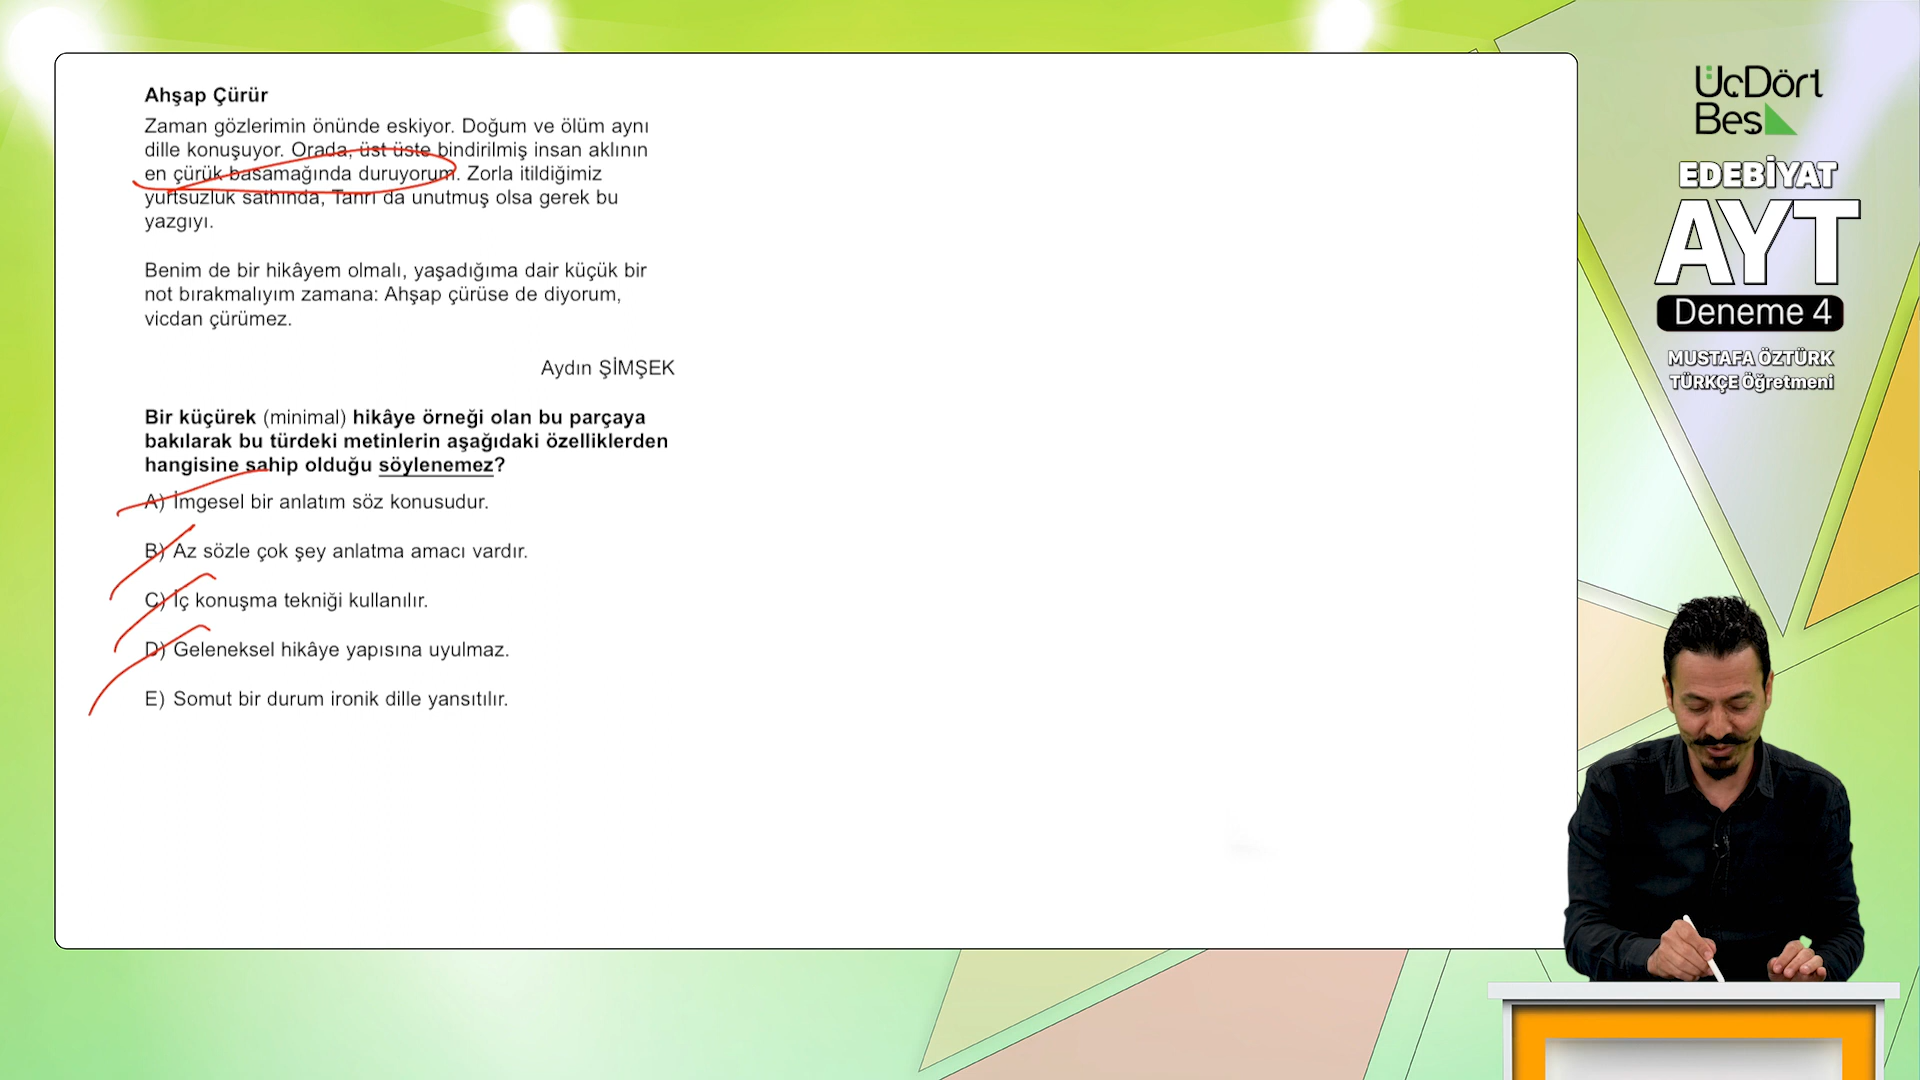 Ahşap Çürür
Zaman gözlerimin önünde eskiyor. Doğum ve ölüm aynı
dille konuşuyor. Orada, üst üste bindirilmiş insan aklının
en çürük basamağında duruyorum. Zorla itildiğimiz
yurtsuzluk sathında, Tanrı da unutmuş olsa gerek bu
yazgıyı.
Benim de bir hikâyem olmalı, yaşadığıma dair küçük bir
not bırakmalıyım zamana: Ahşap çürüse de diyorum,
vicdan çürümez.
Aydın ŞİMŞEK
Bir küçürek (minimal) hikâye örneği olan bu parçaya
bakılarak bu türdeki metinlerin aşağıdaki özelliklerden
hangisine sahip olduğu söylenemez?
A) İmgesel bir anlatım söz konusudur.
B) Az sözle çok şey anlatma amacı vardır.
C) İç konuşma tekniği kullanılır.
D) Geleneksel hikâye yapısına uyulmaz.
E) Somut bir durum ironik dille yansıtılır.
ÜçDört
Beş
EDEBİYAT
AYT
Deneme 4
MUSTAFA ÖZTÜRK
TÜRKÇE Öğretmeni